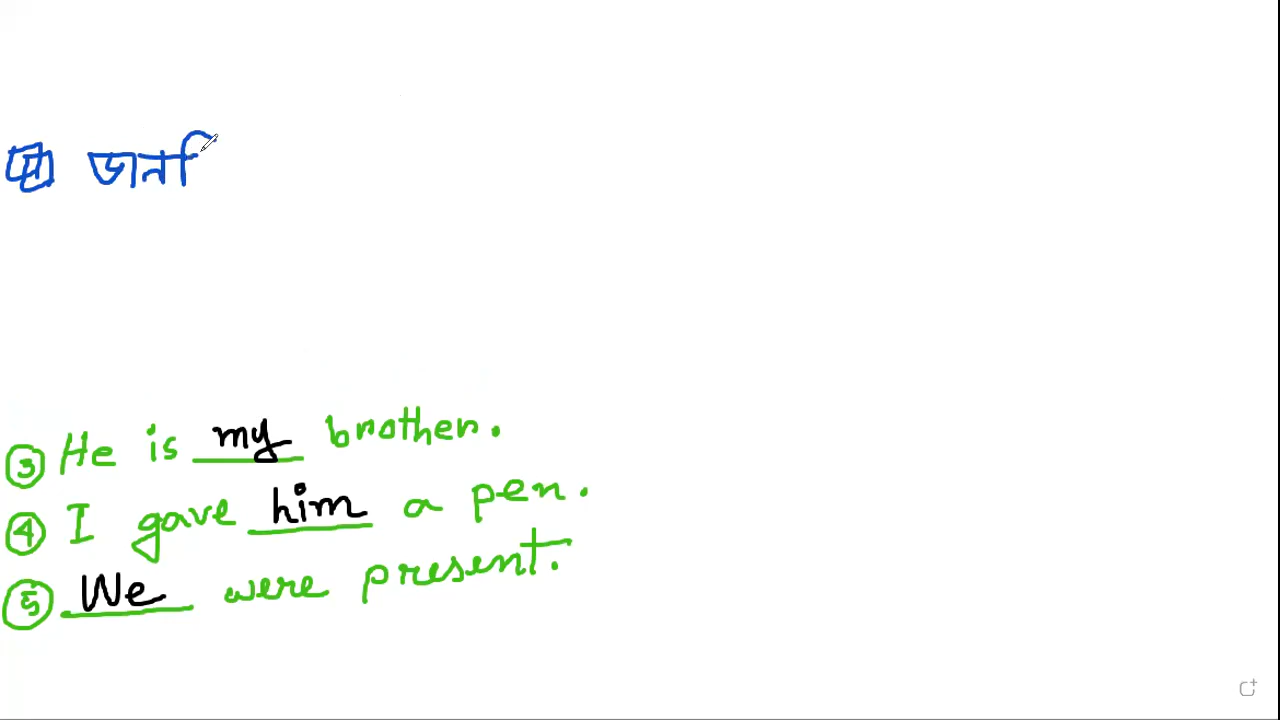 ডানি
③ He is my brother.
④ I gave him a pen.
⑤ We were present.